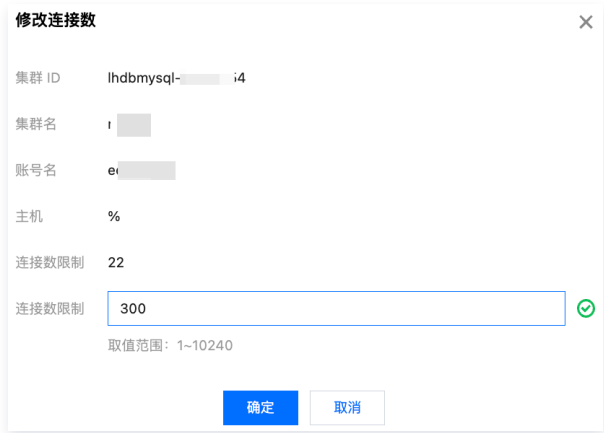 修改连接数
集群 ID lhdbmysql- 54
集群名
账号名
主机 %
连接数限制 22
连接数限制 300
取值范围：1~10240
确定 取消